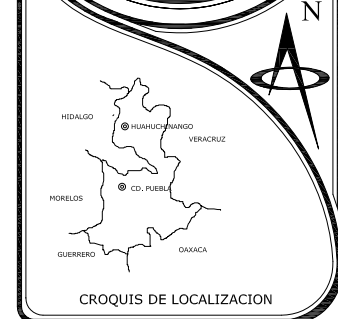 N
HIDALGO
HUAHUCHINANGO
VERACRUZ
CD. PUEBLA
MORELOS
OAXACA
GUERRERO
CROQUIS DE LOCALIZACION